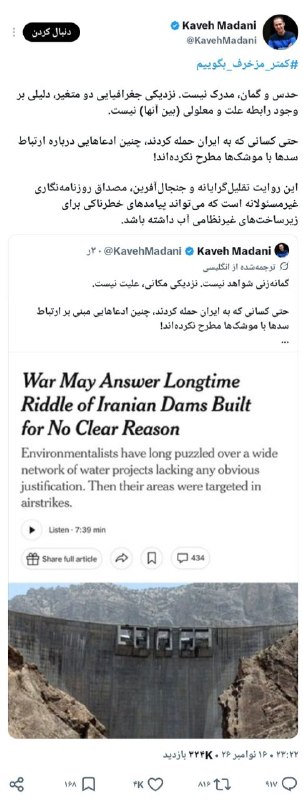 Kaveh Madani
@KavehMadani
دنبال کردن
#کمتر_مزخرف_بگوییم
حدس و گمان، مدرک نیست. نزدیکی جغرافیایی دو متغیر، دلیلی بر
وجود رابطه علت و معلولی (بین آنها) نیست.
حتی کسانی که به ایران حمله کردند، چنین ادعاهایی درباره ارتباط
سدها با موشک‌ها مطرح نکرده‌اند!
این روایت تقلیل‌گرایانه و جنجال‌آفرین، مصداق روزنامه‌نگاری
غیرمسئولانه است که می‌تواند پیامدهای خطرناکی برای
زیرساخت‌های غیرنظامی آب داشته باشد.
Kaveh Madani @KavehMadani · ۲۰ر
ترجمه‌شده از انگلیسی
گمانه‌زنی شواهد نیست. نزدیکی مکانی، علیت نیست.
حتی کسانی که به ایران حمله کردند، چنین ادعاهایی مبنی بر ارتباط
سدها با موشک‌ها مطرح نکرده‌اند!
...
War May Answer Longtime
Riddle of Iranian Dams Built
for No Clear Reason
Environmentalists have long puzzled over a wide
network of water projects lacking any obvious
justification. Then their areas were targeted in
airstrikes.
Listen · 7:39 min
Share full article
434
۲۳:۲۲ · ۱۶ نوامبر ۲۶ · ۳۲۴K بازدید
۹۱۷
۸۱۶
۴K
۱۶۸